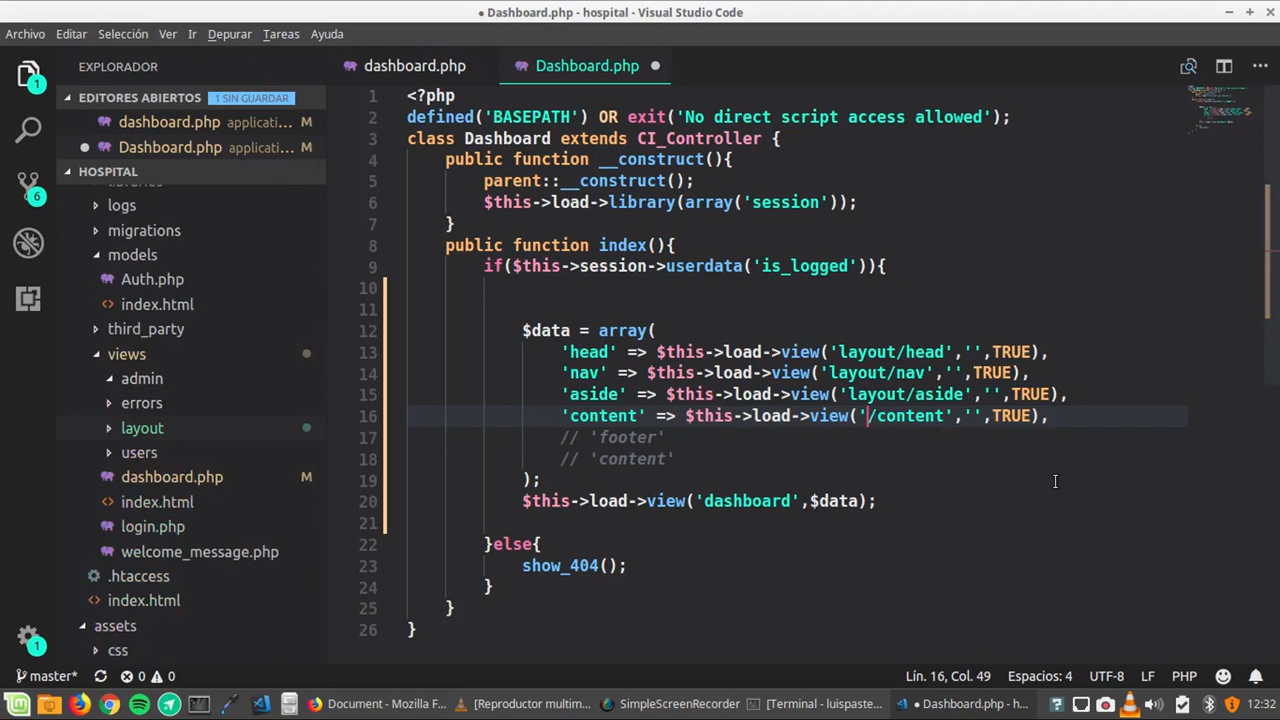 ● Dashboard.php - hospital - Visual Studio Code
Archivo Editar Selección Ver Ir Depurar Tareas Ayuda
EXPLORADOR
EDITORES ABIERTOS 1 SIN GUARDAR
dashboard.php applicati... M
Dashboard.php applicati... M
HOSPITAL
logs
migrations
models
Auth.php
index.html
third_party
views
admin
errors
layout
users
dashboard.php M
index.html
login.php
welcome_message.php
.htaccess
index.html
assets
css
1
6
1
dashboard.php Dashboard.php ●
1 <?php
2 defined('BASEPATH') OR exit('No direct script access allowed');
3 class Dashboard extends CI_Controller {
4 public function __construct(){
5 parent::__construct();
6 $this->load->library(array('session'));
7 }
8 public function index(){
9 if($this->session->userdata('is_logged')){
10
11
12 $data = array(
13 'head' => $this->load->view('layout/head','',TRUE),
14 'nav' => $this->load->view('layout/nav','',TRUE),
15 'aside' => $this->load->view('layout/aside','',TRUE),
16 'content' => $this->load->view('/content','',TRUE),
17 // 'footer'
18 // 'content'
19 );
20 $this->load->view('dashboard',$data);
21
22 }else{
23 show_404();
24 }
25 }
26 }
master* 0 0 Lín. 16, Col. 49 Espacios: 4 UTF-8 LF PHP
Document - Mozilla F... [Reproductor multim... SimpleScreenRecorder [Terminal - luispaste... ● Dashboard.php - h... 12:32